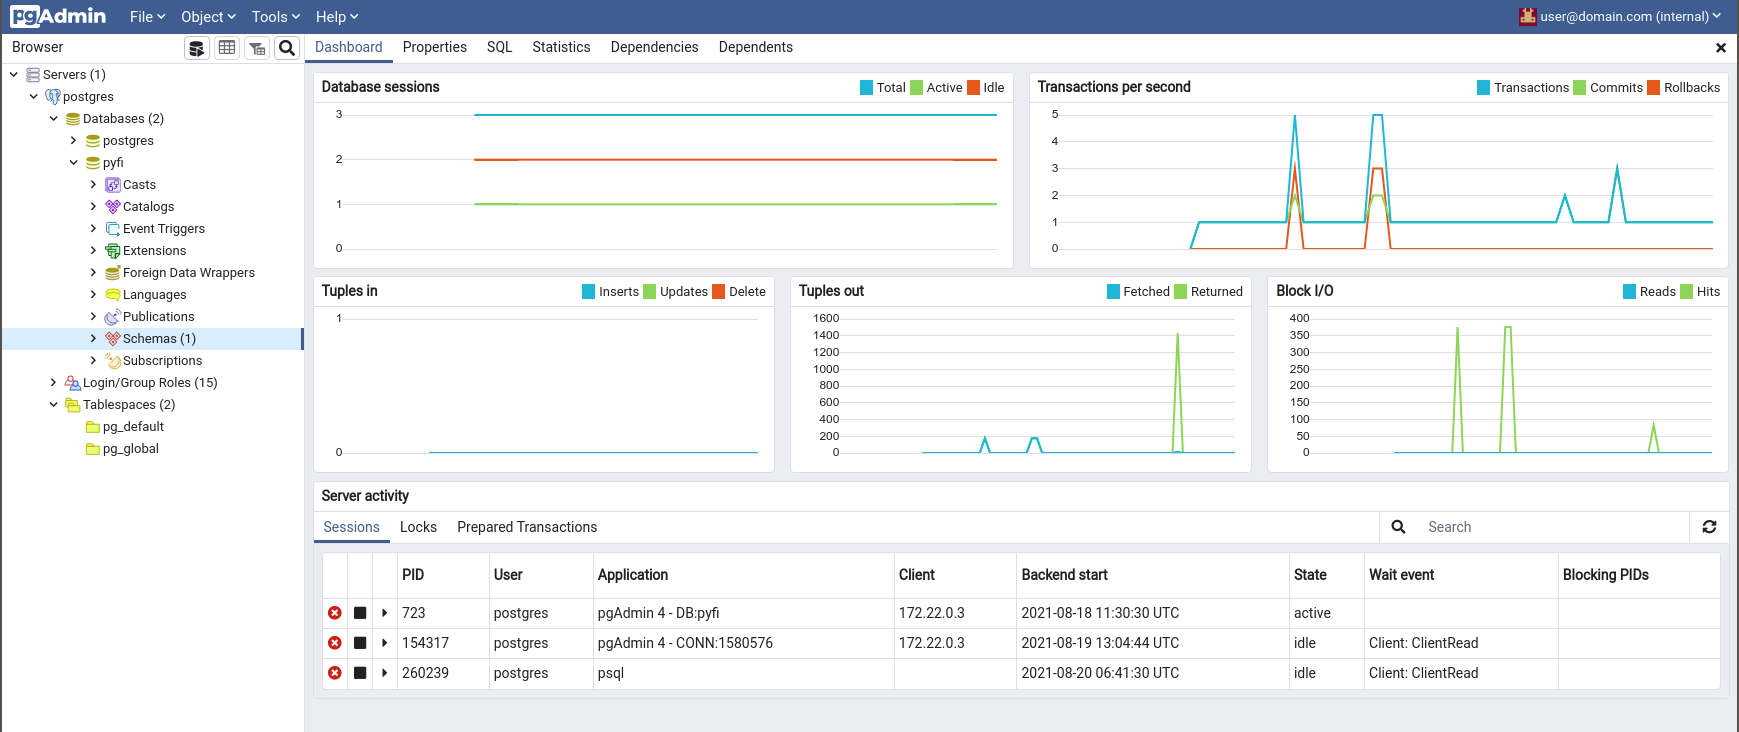 pgAdmin File Object Tools Help user@domain.com (internal)
Browser
Dashboard Properties SQL Statistics Dependencies Dependents
Servers (1)
postgres
Databases (2)
postgres
pyfi
Casts
Catalogs
Event Triggers
Extensions
Foreign Data Wrappers
Languages
Publications
Schemas (1)
Subscriptions
Login/Group Roles (15)
Tablespaces (2)
pg_default
pg_global
Database sessions Total Active Idle
3
2
1
0
Transactions per second Transactions Commits Rollbacks
5
4
3
2
1
0
Tuples in Inserts Updates Delete
1
0
Tuples out Fetched Returned
1600
1400
1200
1000
800
600
400
200
0
Block I/O Reads Hits
400
350
300
250
200
150
100
50
0
Server activity
Sessions Locks Prepared Transactions Search
PID User Application Client Backend start State Wait event Blocking PIDs
723 postgres pgAdmin 4 - DB:pyfi 172.22.0.3 2021-08-18 11:30:30 UTC active
154317 postgres pgAdmin 4 - CONN:1580576 172.22.0.3 2021-08-19 13:04:44 UTC idle Client: ClientRead
260239 postgres psql 2021-08-20 06:41:30 UTC idle Client: ClientRead